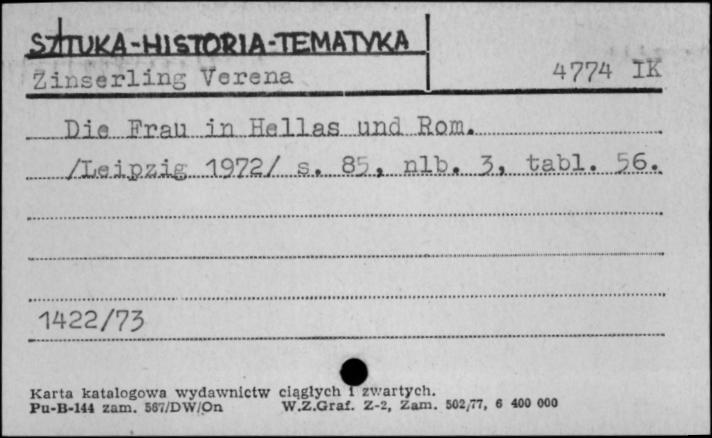 SZTUKA-HISTORIA-TEMATYKA
Zinserling Verena 4774 IK
Die Frau in Hellas und Rom.
/Leipzig 1972/ s. 85, nlb. 3, tabl. 56.
1422/73
Karta katalogowa wydawnictw ciągłych i zwartych.
Pu-B-144 zam. 567/DW/On W.Z.Graf. Z-2, Zam. 502/77, 6 400 000